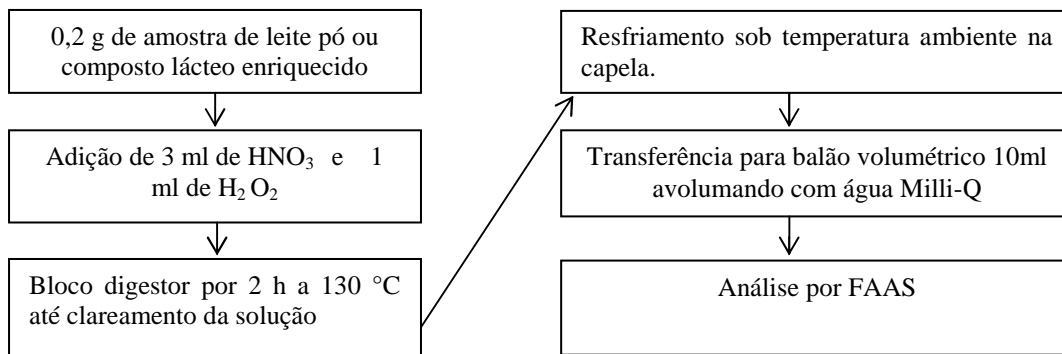 0,2 g de amostra de leite pó ou
composto lácteo enriquecido
Adição de 3 ml de HNO₃ e 1
ml de H₂O₂
Bloco digestor por 2 h a 130 °C
até clareamento da solução
Resfriamento sob temperatura ambiente na
capela.
Transferência para balão volumétrico 10ml
avolumando com água Milli-Q
Análise por FAAS